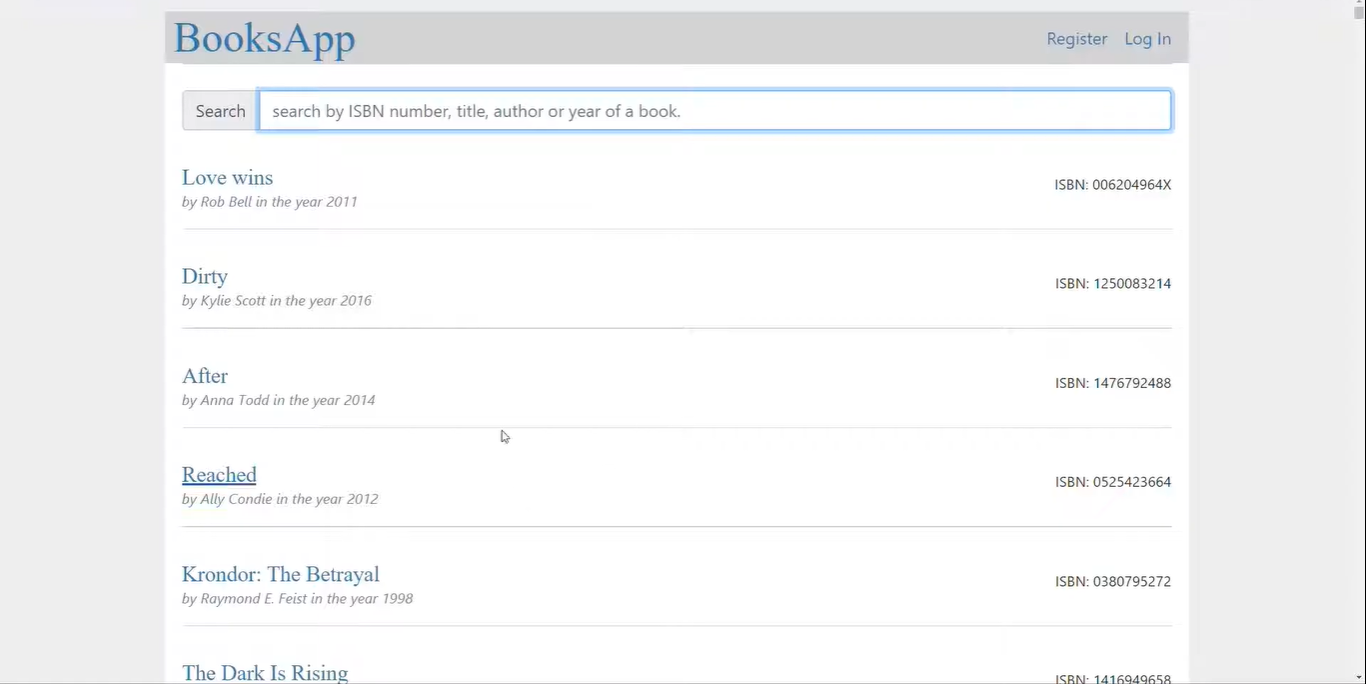 BooksApp
Register Log In
Search search by ISBN number, title, author or year of a book.
Love wins
ISBN: 006204964X
by Rob Bell in the year 2011
Dirty
ISBN: 1250083214
by Kylie Scott in the year 2016
After
ISBN: 1476792488
by Anna Todd in the year 2014
Reached
ISBN: 0525423664
by Ally Condie in the year 2012
Krondor: The Betrayal
ISBN: 0380795272
by Raymond E. Feist in the year 1998
The Dark Is Rising
ISBN: 1416949658